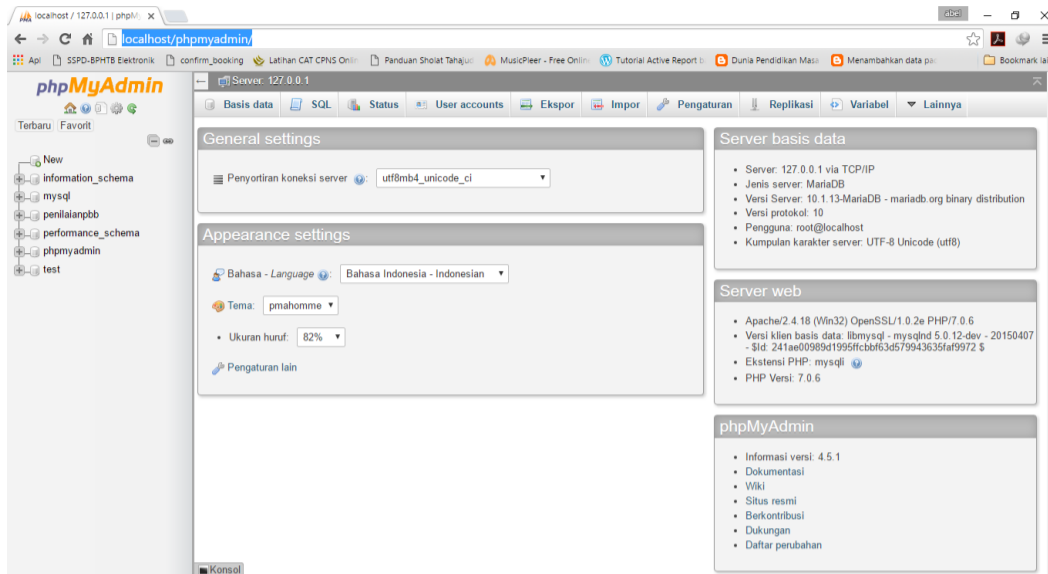 localhost / 127.0.0.1 | phpM
abel
localhost/phpmyadmin/
Apl
SSPD-BPHTB Elektronik
confirm_booking
Latihan CAT CPNS Onlin
Panduan Sholat Tahajud
MusicPleer - Free Onlin
Tutorial Active Report b
Dunia Pendidikan Masa
Menambahkan data pad
Bookmark lai
phpMyAdmin
Terbaru Favorit
New
information_schema
mysql
penilaianpbb
performance_schema
phpmyadmin
test
Server: 127.0.0.1
Basis data
SQL
Status
User accounts
Ekspor
Impor
Pengaturan
Replikasi
Variabel
Lainnya
General settings
Penyortiran koneksi server : utf8mb4_unicode_ci
Appearance settings
Bahasa - Language : Bahasa Indonesia - Indonesian
Tema: pmahomme
• Ukuran huruf: 82%
Pengaturan lain
Server basis data
• Server: 127.0.0.1 via TCP/IP
• Jenis server: MariaDB
• Versi Server: 10.1.13-MariaDB - mariadb.org binary distribution
• Versi protokol: 10
• Pengguna: root@localhost
• Kumpulan karakter server: UTF-8 Unicode (utf8)
Server web
• Apache/2.4.18 (Win32) OpenSSL/1.0.2e PHP/7.0.6
• Versi klien basis data: libmysql - mysqlnd 5.0.12-dev - 20150407
- $Id: 241ae00989d1995ffcbbf63d579943635faf9972 $
• Ekstensi PHP: mysqli
• PHP Versi: 7.0.6
phpMyAdmin
• Informasi versi: 4.5.1
• Dokumentasi
• Wiki
• Situs resmi
• Berkontribusi
• Dukungan
• Daftar perubahan
Konsol